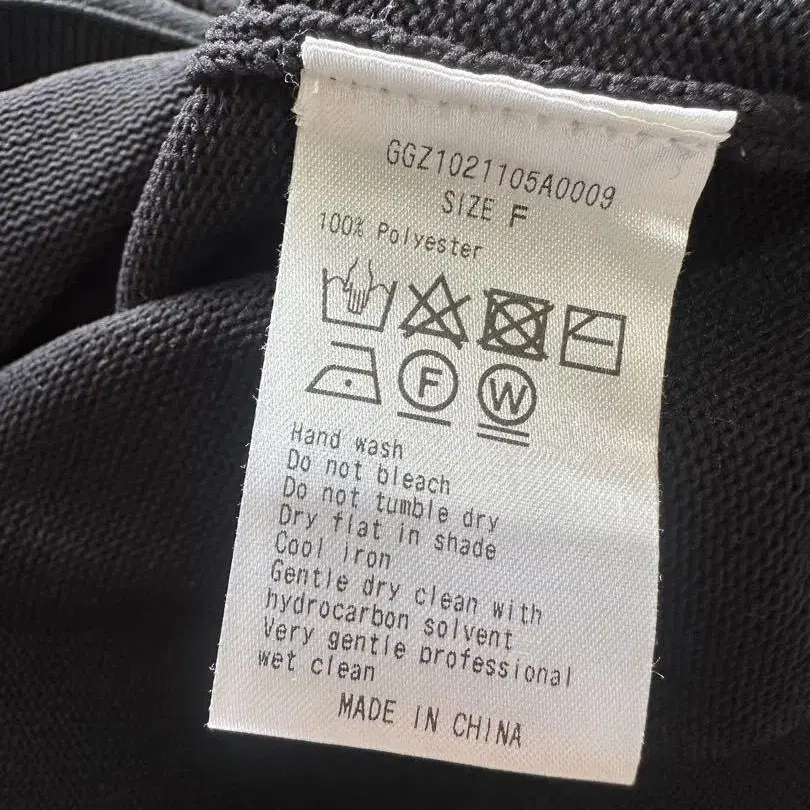 GGZ1021105A0009
SIZE F
100% Polyester
F W
Hand wash
Do not bleach
Do not tumble dry
Dry flat in shade
Cool iron
Gentle dry clean with
hydrocarbon solvent
Very gentle professional
wet clean
MADE IN CHINA